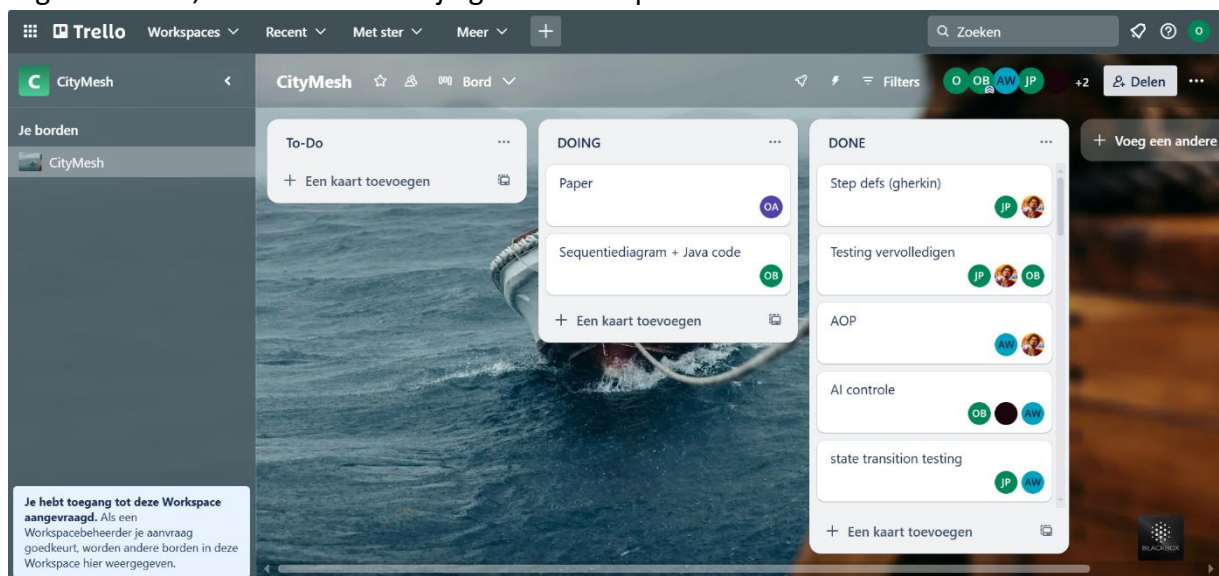 Trello Workspaces Recent Met ster Meer + Zoeken O
C CityMesh
CityMesh Bord Filters O OB AW JP +2 Delen
Je borden
CityMesh
To-Do
+ Een kaart toevoegen
DOING
Paper
OA
Sequentiediagram + Java code
OB
+ Een kaart toevoegen
DONE
Step defs (gherkin)
JP
Testing vervolledigen
JP OB
AOP
AW
AI controle
OB AW
state transition testing
JP AW
+ Een kaart toevoegen
+ Voeg een andere
Je hebt toegang tot deze Workspace
aangevraagd. Als een
Workspacebeheerder je aanvraag
goedkeurt, worden andere borden in deze
Workspace hier weergegeven.
BLACKBOX